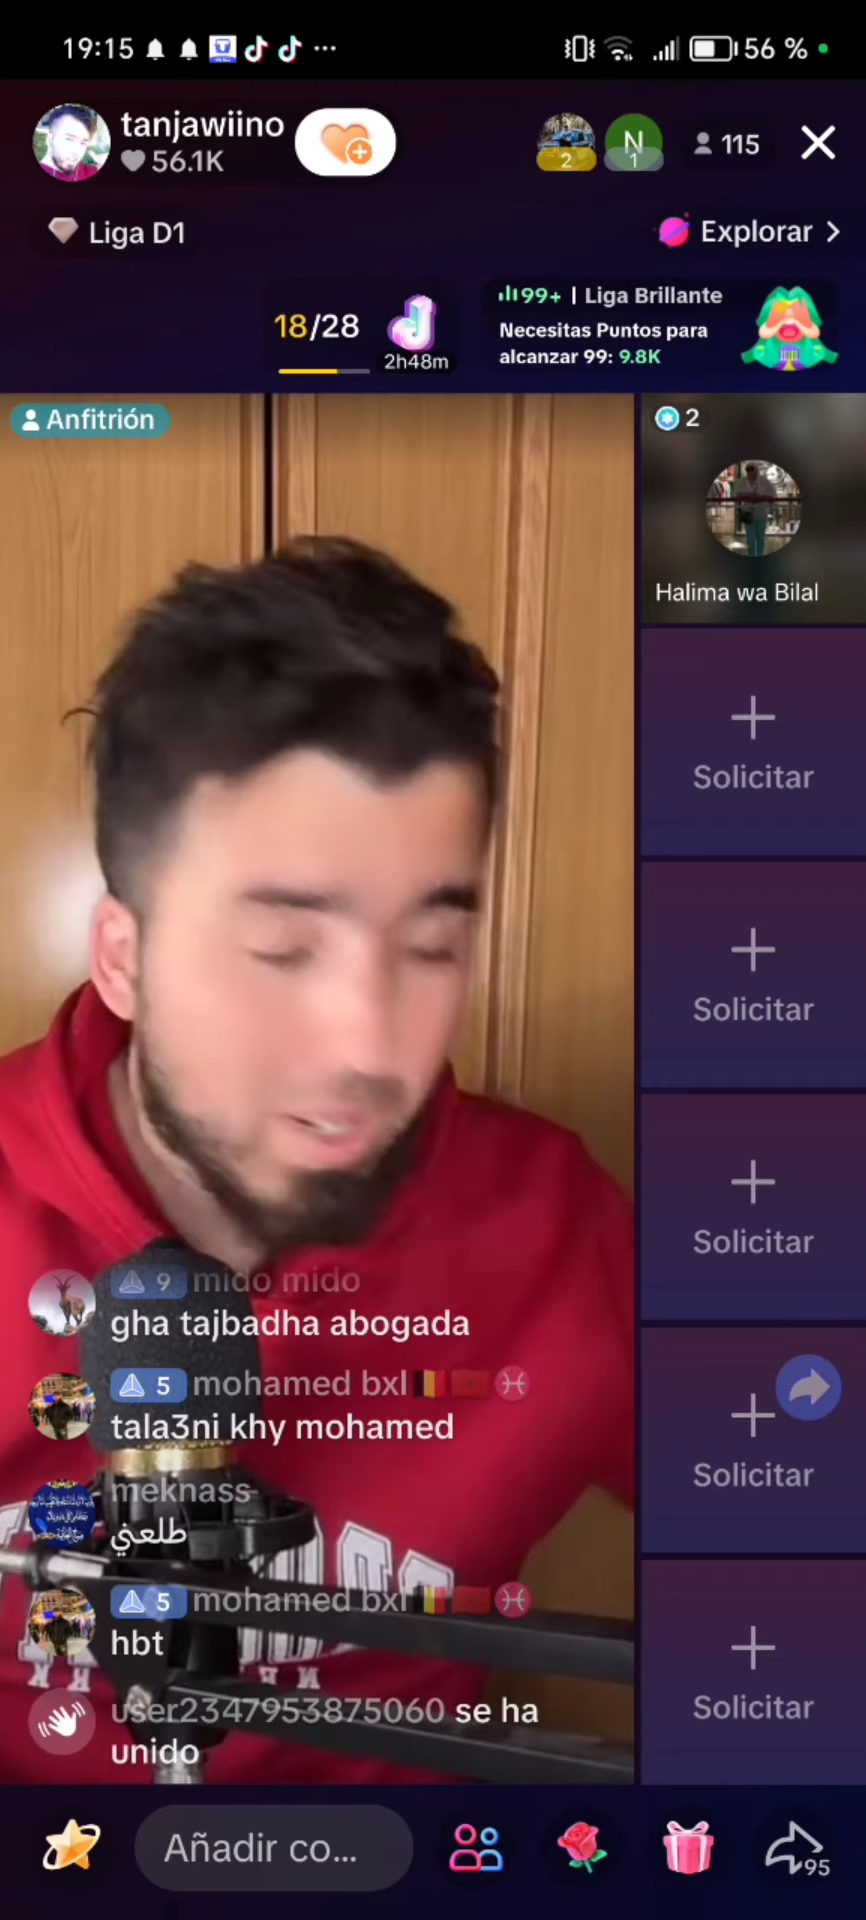 19:15
56 %
tanjawiino
56.1K
2
N
1
115
Liga D1
Explorar
18/28
2h48m
99+ | Liga Brillante
Necesitas Puntos para
alcanzar 99: 9.8K
Anfitrión
2
Halima wa Bilal
Solicitar
Solicitar
Solicitar
Solicitar
Solicitar
9 mido mido
gha tajbadha abogada
5 mohamed bxl
tala3ni khy mohamed
meknass
طلعني
5 mohamed bxl
hbt
user2347953875060 se ha
unido
Añadir co...
95